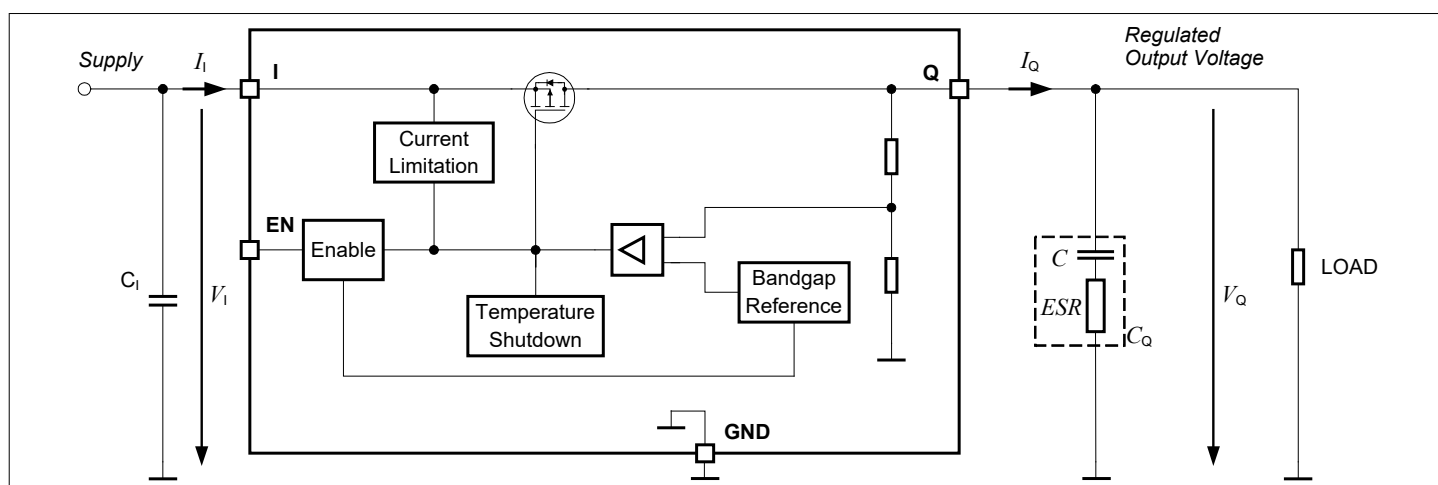 Supply
I_I
I
Q
I_Q
Regulated
Output Voltage
Current
Limitation
EN
Enable
Bandgap
Reference
Temperature
Shutdown
C_I
V_I
C
ESR
C_Q
V_Q
LOAD
GND